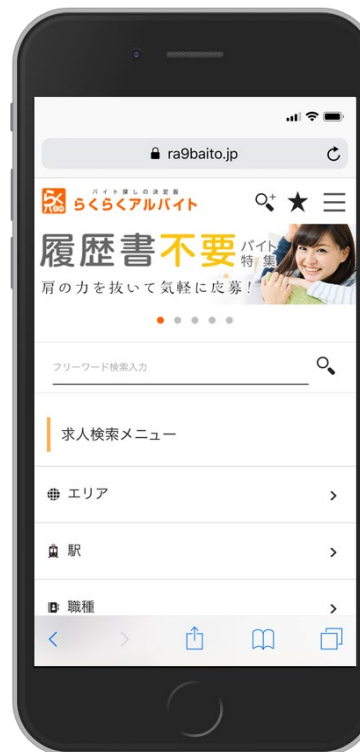 ra9baito.jp
バイト探しの決定版
らくらくアルバイト
履歴書不要バイト特集
肩の力を抜いて気軽に応募!
フリーワード検索入力
求人検索メニュー
エリア
駅
職種